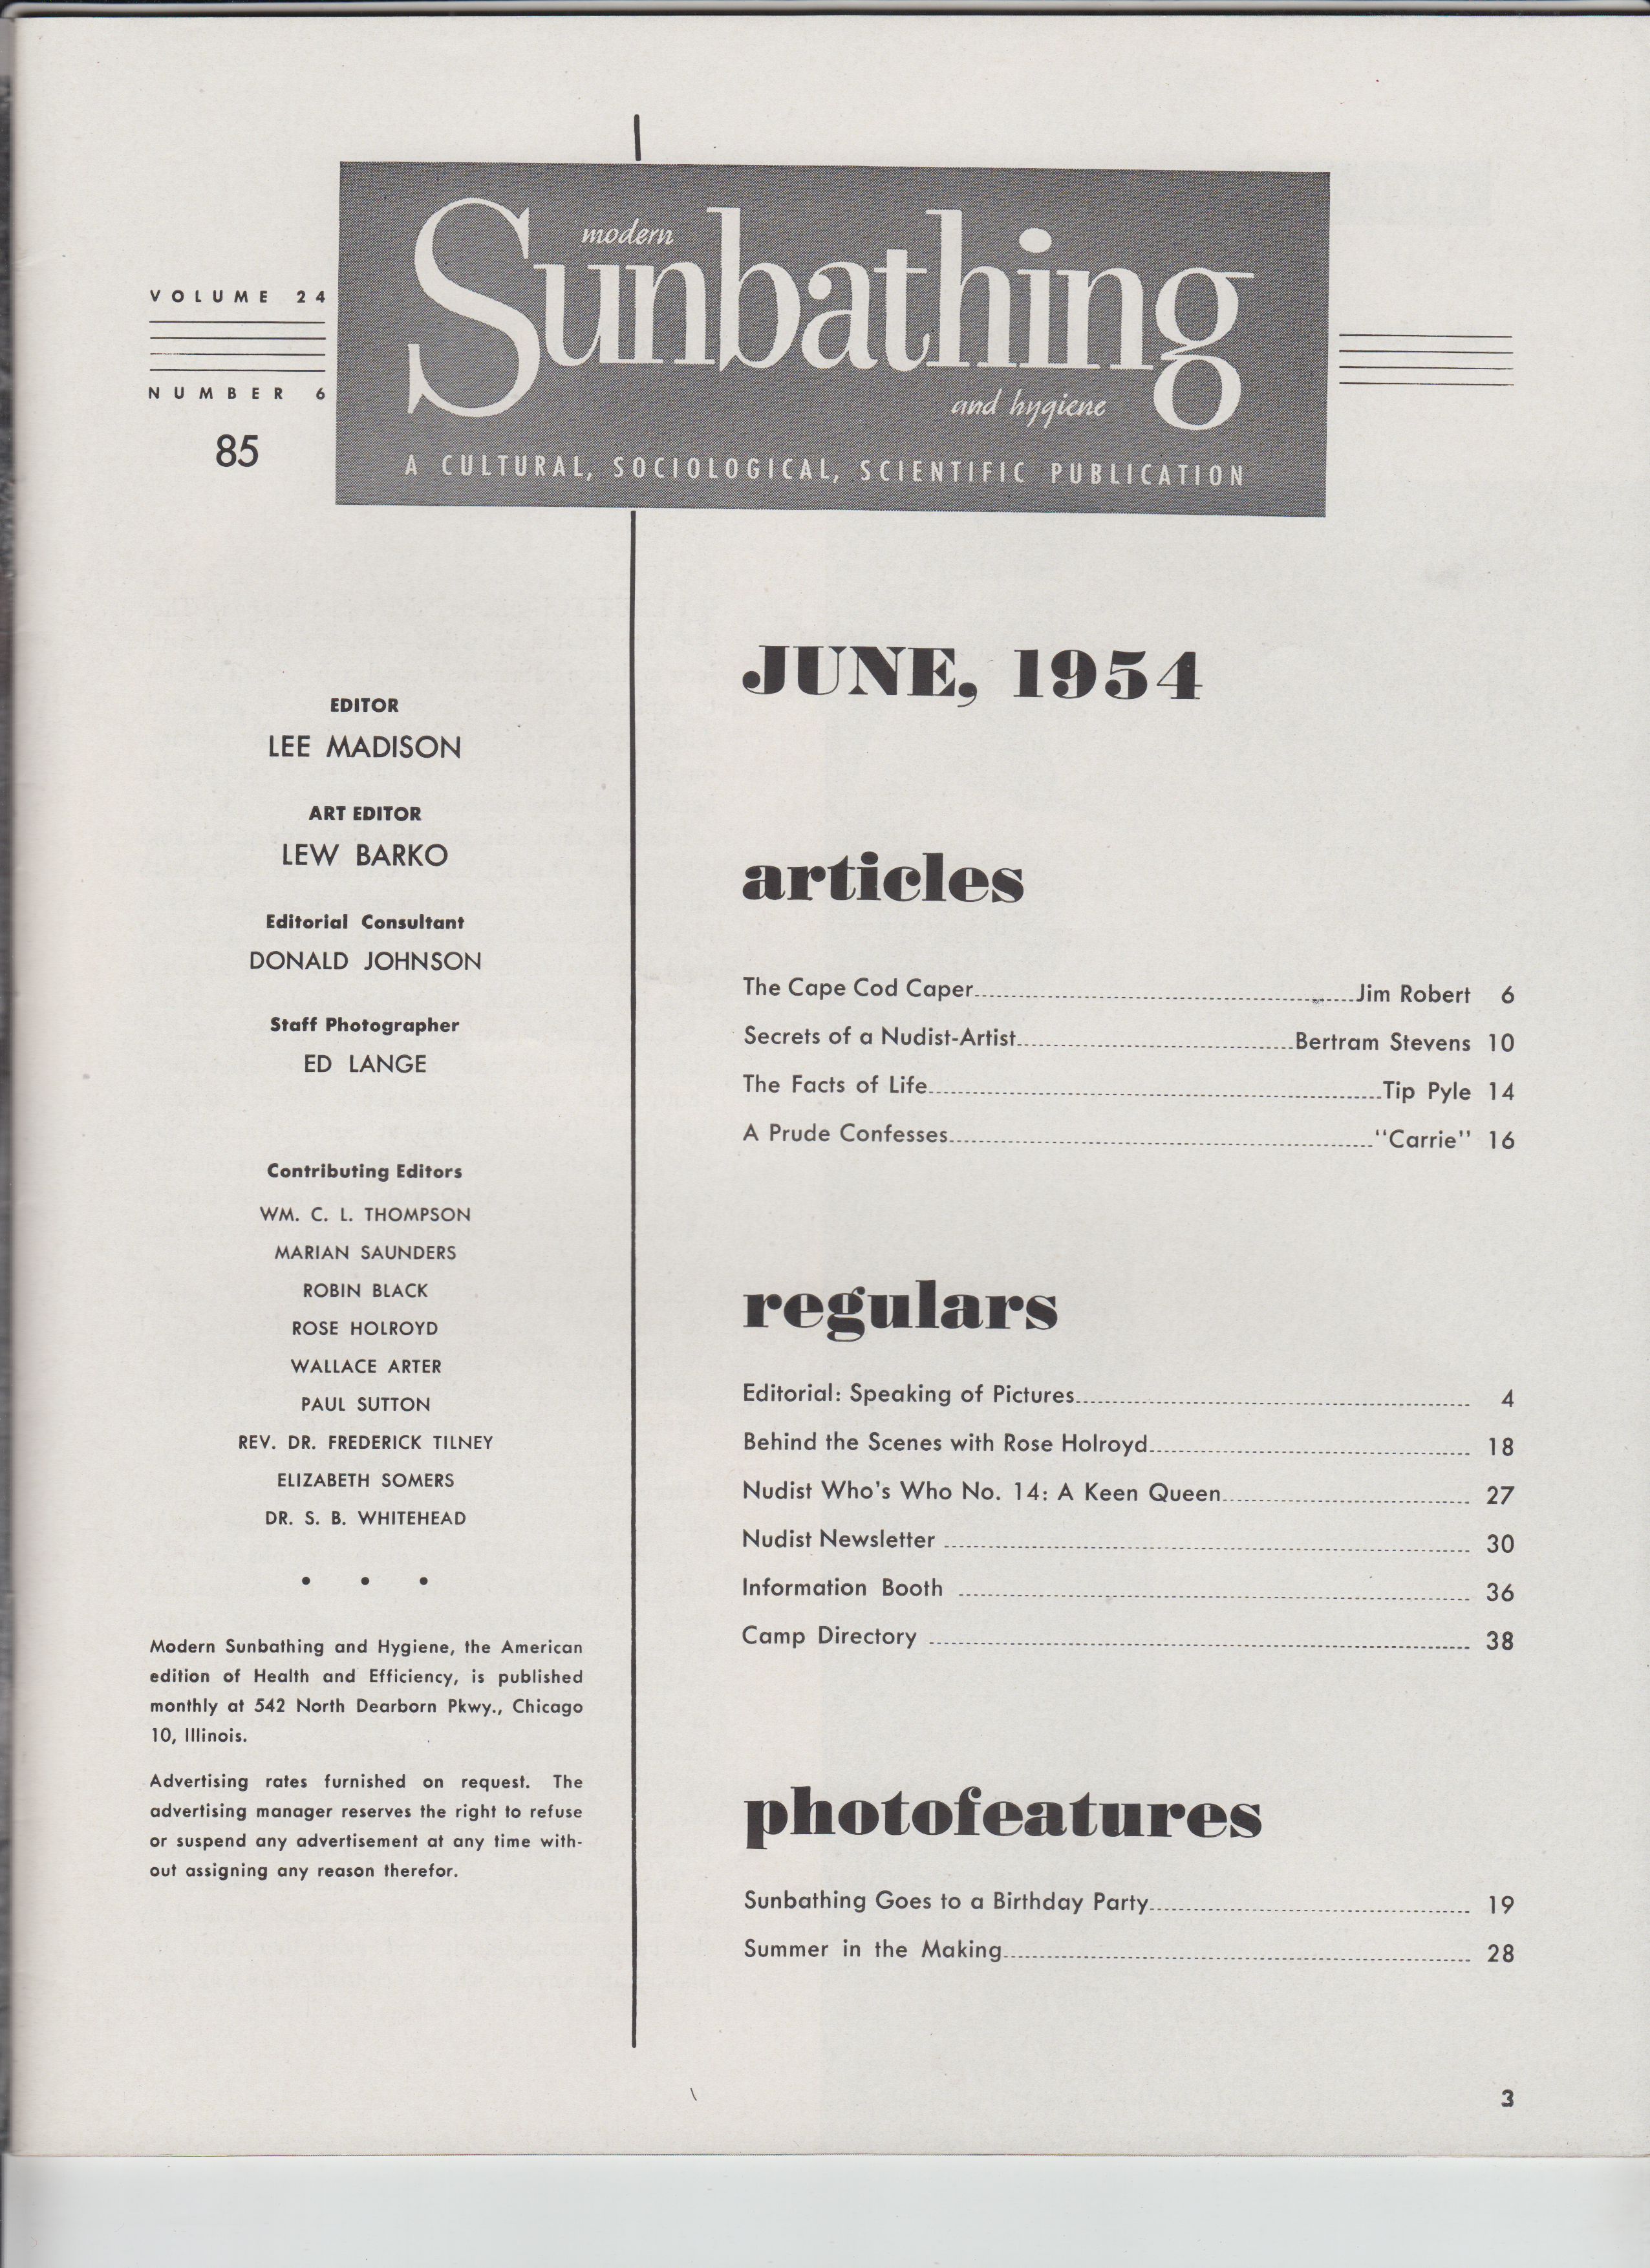 modern
Sunbathing
and hygiene
A CULTURAL, SOCIOLOGICAL, SCIENTIFIC PUBLICATION
VOLUME 24
NUMBER 6
85
EDITOR
LEE MADISON
ART EDITOR
LEW BARKO
Editorial Consultant
DONALD JOHNSON
Staff Photographer
ED LANGE
Contributing Editors
WM. C. L. THOMPSON
MARIAN SAUNDERS
ROBIN BLACK
ROSE HOLROYD
WALLACE ARTER
PAUL SUTTON
REV. DR. FREDERICK TILNEY
ELIZABETH SOMERS
DR. S. B. WHITEHEAD
• • •
Modern Sunbathing and Hygiene, the American
edition of Health and Efficiency, is published
monthly at 542 North Dearborn Pkwy., Chicago
10, Illinois.
Advertising rates furnished on request. The
advertising manager reserves the right to refuse
or suspend any advertisement at any time with-
out assigning any reason therefor.
JUNE, 1954
articles
The Cape Cod Caper Jim Robert 6
Secrets of a Nudist-Artist Bertram Stevens 10
The Facts of Life Tip Pyle 14
A Prude Confesses "Carrie" 16
regulars
Editorial: Speaking of Pictures 4
Behind the Scenes with Rose Holroyd 18
Nudist Who's Who No. 14: A Keen Queen 27
Nudist Newsletter 30
Information Booth 36
Camp Directory 38
photofeatures
Sunbathing Goes to a Birthday Party 19
Summer in the Making 28
3